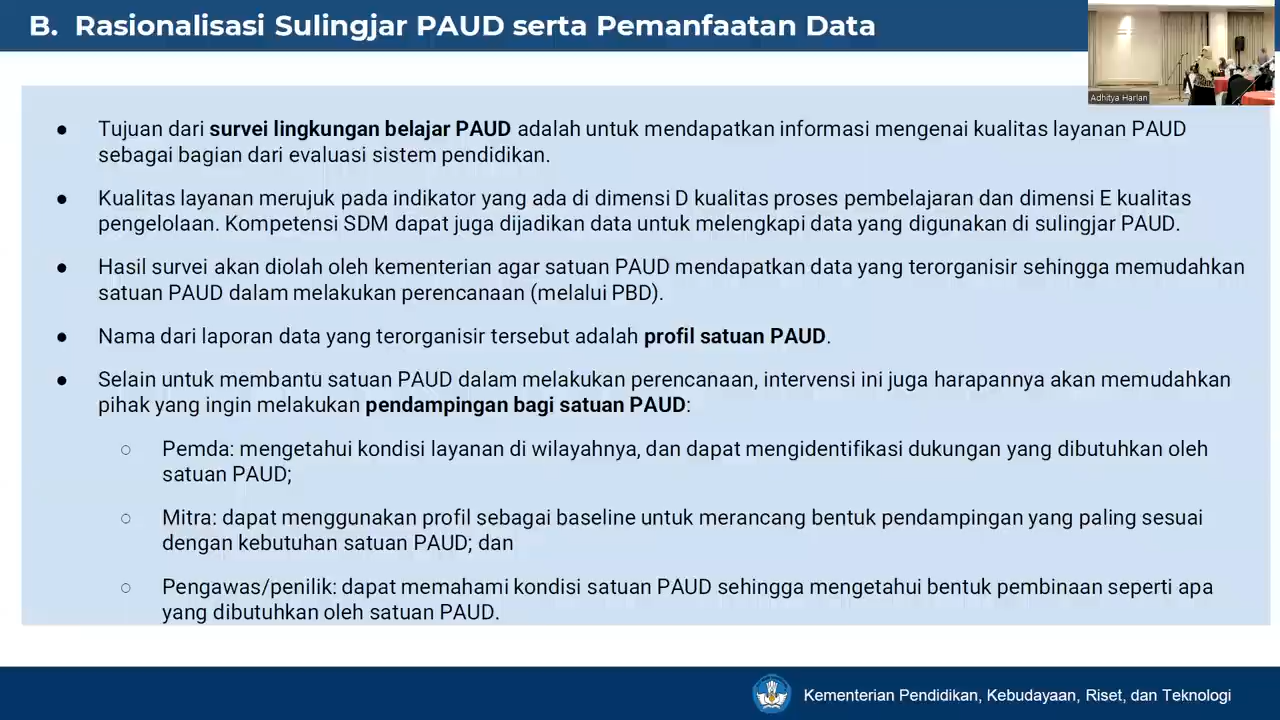 B. Rasionalisasi Sulingjar PAUD serta Pemanfaatan Data
Adhitya Harlan
● Tujuan dari survei lingkungan belajar PAUD adalah untuk mendapatkan informasi mengenai kualitas layanan PAUD
sebagai bagian dari evaluasi sistem pendidikan.
● Kualitas layanan merujuk pada indikator yang ada di dimensi D kualitas proses pembelajaran dan dimensi E kualitas
pengelolaan. Kompetensi SDM dapat juga dijadikan data untuk melengkapi data yang digunakan di sulingjar PAUD.
● Hasil survei akan diolah oleh kementerian agar satuan PAUD mendapatkan data yang terorganisir sehingga memudahkan
satuan PAUD dalam melakukan perencanaan (melalui PBD).
● Nama dari laporan data yang terorganisir tersebut adalah profil satuan PAUD.
● Selain untuk membantu satuan PAUD dalam melakukan perencanaan, intervensi ini juga harapannya akan memudahkan
pihak yang ingin melakukan pendampingan bagi satuan PAUD:
○ Pemda: mengetahui kondisi layanan di wilayahnya, dan dapat mengidentifikasi dukungan yang dibutuhkan oleh
satuan PAUD;
○ Mitra: dapat menggunakan profil sebagai baseline untuk merancang bentuk pendampingan yang paling sesuai
dengan kebutuhan satuan PAUD; dan
○ Pengawas/penilik: dapat memahami kondisi satuan PAUD sehingga mengetahui bentuk pembinaan seperti apa
yang dibutuhkan oleh satuan PAUD.
Kementerian Pendidikan, Kebudayaan, Riset, dan Teknologi